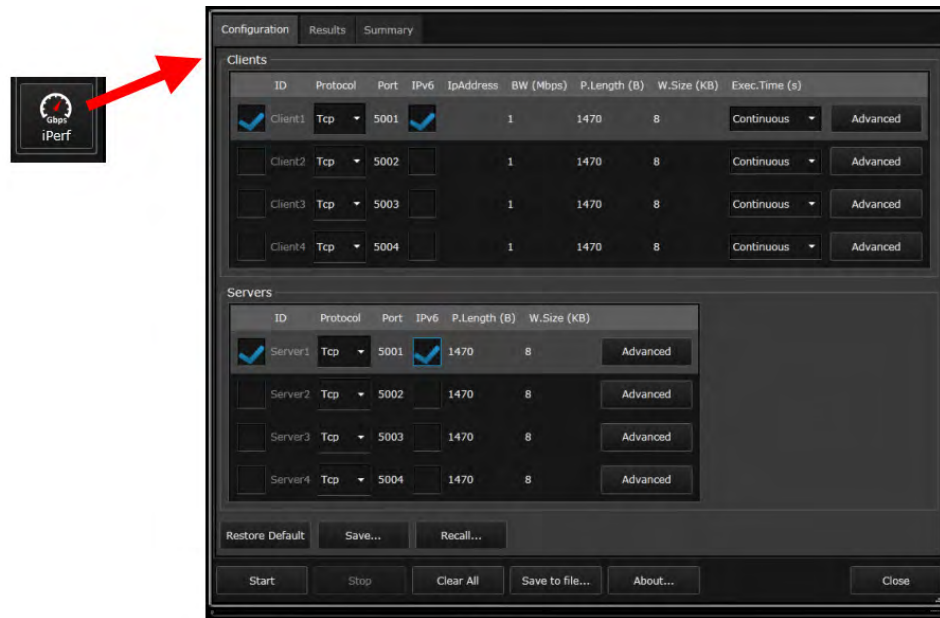 Gbps
iPerf
Configuration Results Summary
Clients
ID Protocol Port IPv6 IpAddress BW (Mbps) P.Length (B) W.Size (KB) Exec.Time (s)
Client1 Tcp 5001 1 1470 8 Continuous Advanced
Client2 Tcp 5002 1 1470 8 Continuous Advanced
Client3 Tcp 5003 1 1470 8 Continuous Advanced
Client4 Tcp 5004 1 1470 8 Continuous Advanced
Servers
ID Protocol Port IPv6 P.Length (B) W.Size (KB)
Server1 Tcp 5001 1470 8 Advanced
Server2 Tcp 5002 1470 8 Advanced
Server3 Tcp 5003 1470 8 Advanced
Server4 Tcp 5004 1470 8 Advanced
Restore Default Save... Recall...
Start Stop Clear All Save to file... About... Close